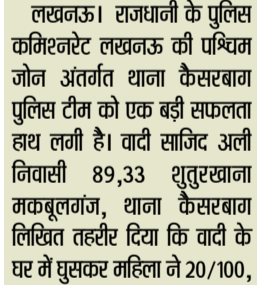 लखनऊ। राजधानी के पुलिस
कमिश्नरेट लखनऊ की पश्चिम
जोन अंतर्गत थाना कैसरबाग
पुलिस टीम को एक बड़ी सफलता
हाथ लगी है। वादी साजिद अली
निवासी 89,33 शुतुरखाना
मकबूलगंज, थाना कैसरबाग
लिखित तहरीर दिया कि वादी के
घर में घुसकर महिला ने 20/100,